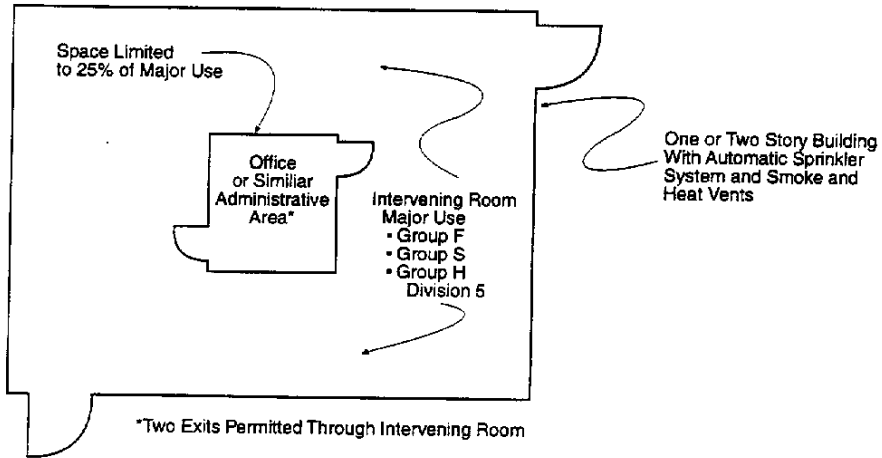 Space Limited
to 25% of Major Use
Office
or Similiar
Administrative
Area*
Intervening Room
Major Use
• Group F
• Group S
• Group H
Division 5
One or Two Story Building
With Automatic Sprinkler
System and Smoke and
Heat Vents
*Two Exits Permitted Through Intervening Room